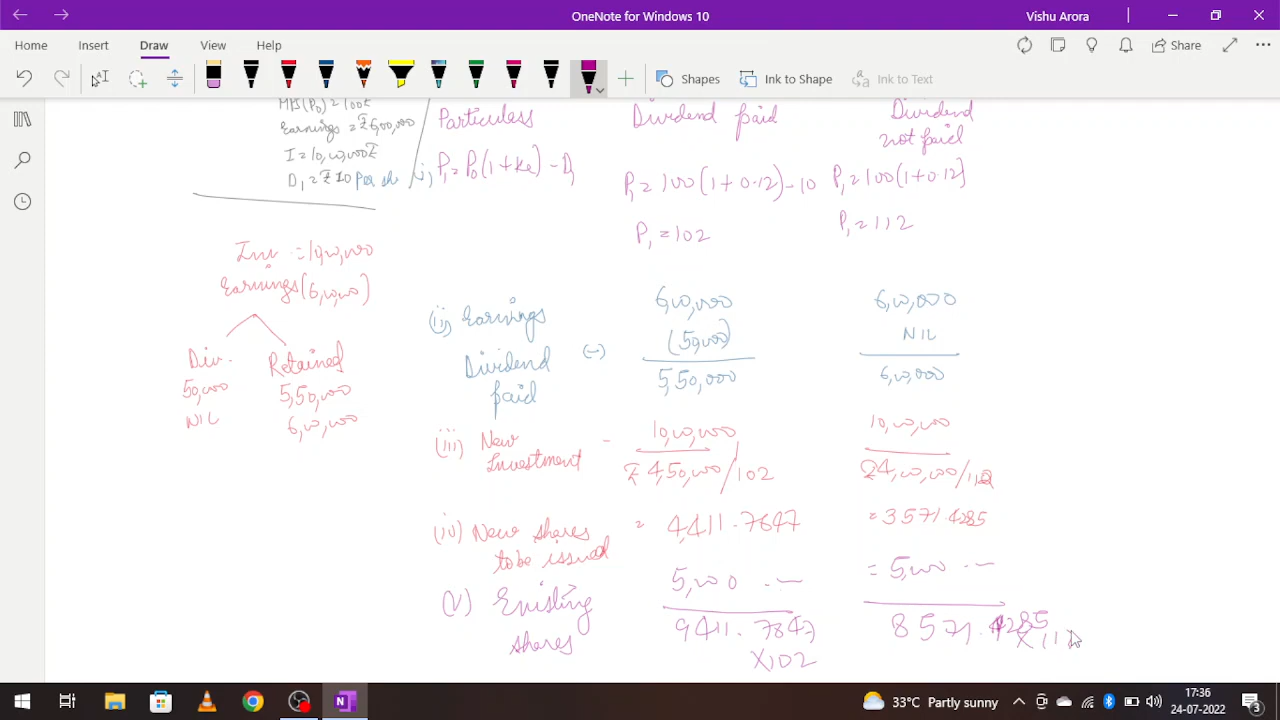 OneNote for Windows 10
Vishu Arora
Home Insert Draw View Help
Share
Shapes
Ink to Shape
Ink to Text
MPS(P0)=100₹
Earnings = ₹6,00,000
I = 10,00,000₹
D1 = ₹10 Per sh
Inv = 10,00,000
Earnings (6,00,000)
Div. Retained
50,000 5,50,000
NIL 6,00,000
Particulars Dividend paid Dividend not paid
(i) P1 = P0(1+Ke) - D1 P1 = 100(1+0.12)-10 P1 = 100(1+0.12)
P1 = 102 P1 = 112
(ii) Earnings 6,00,000 6,00,000
Dividend paid (-) (50,000) NIL
5,50,000 6,00,000
(iii) New Investment - 10,00,000 10,00,000
₹4,50,000/102 ₹4,00,000/112
(iv) New shares to be issued = 4,411.7647 = 3571.4285
(v) Existing shares 5,000 .— = 5,000 .—
9411.7647 8571.4285
X102 X112
33°C Partly sunny
17:36
24-07-2022
3